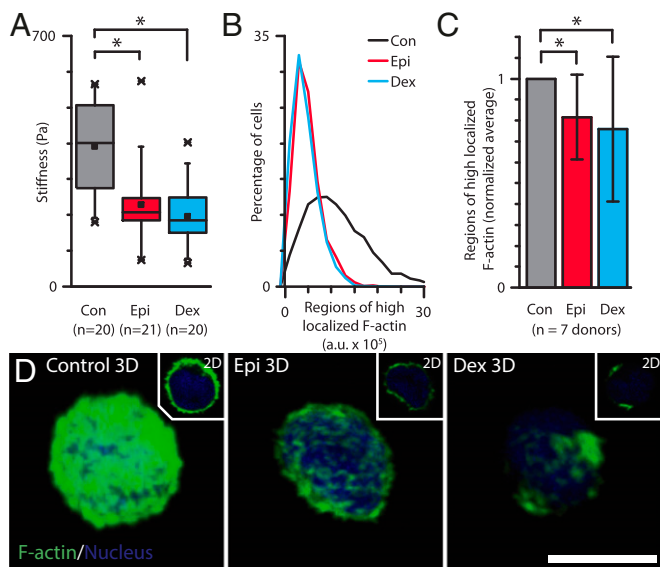 A
700
Stiffness (Pa)
0
*
*
Con
Epi
Dex
(n=20)
(n=21)
(n=20)
B
35
Percentage of cells
0
Con
Epi
Dex
0
30
Regions of high
localized F-actin
(a.u. x 10⁵)
C
Regions of high localized
F-actin (normalized average)
1
0
*
*
Con
Epi
Dex
(n = 7 donors)
D
Control 3D
2D
Epi 3D
2D
Dex 3D
2D
F-actin/Nucleus